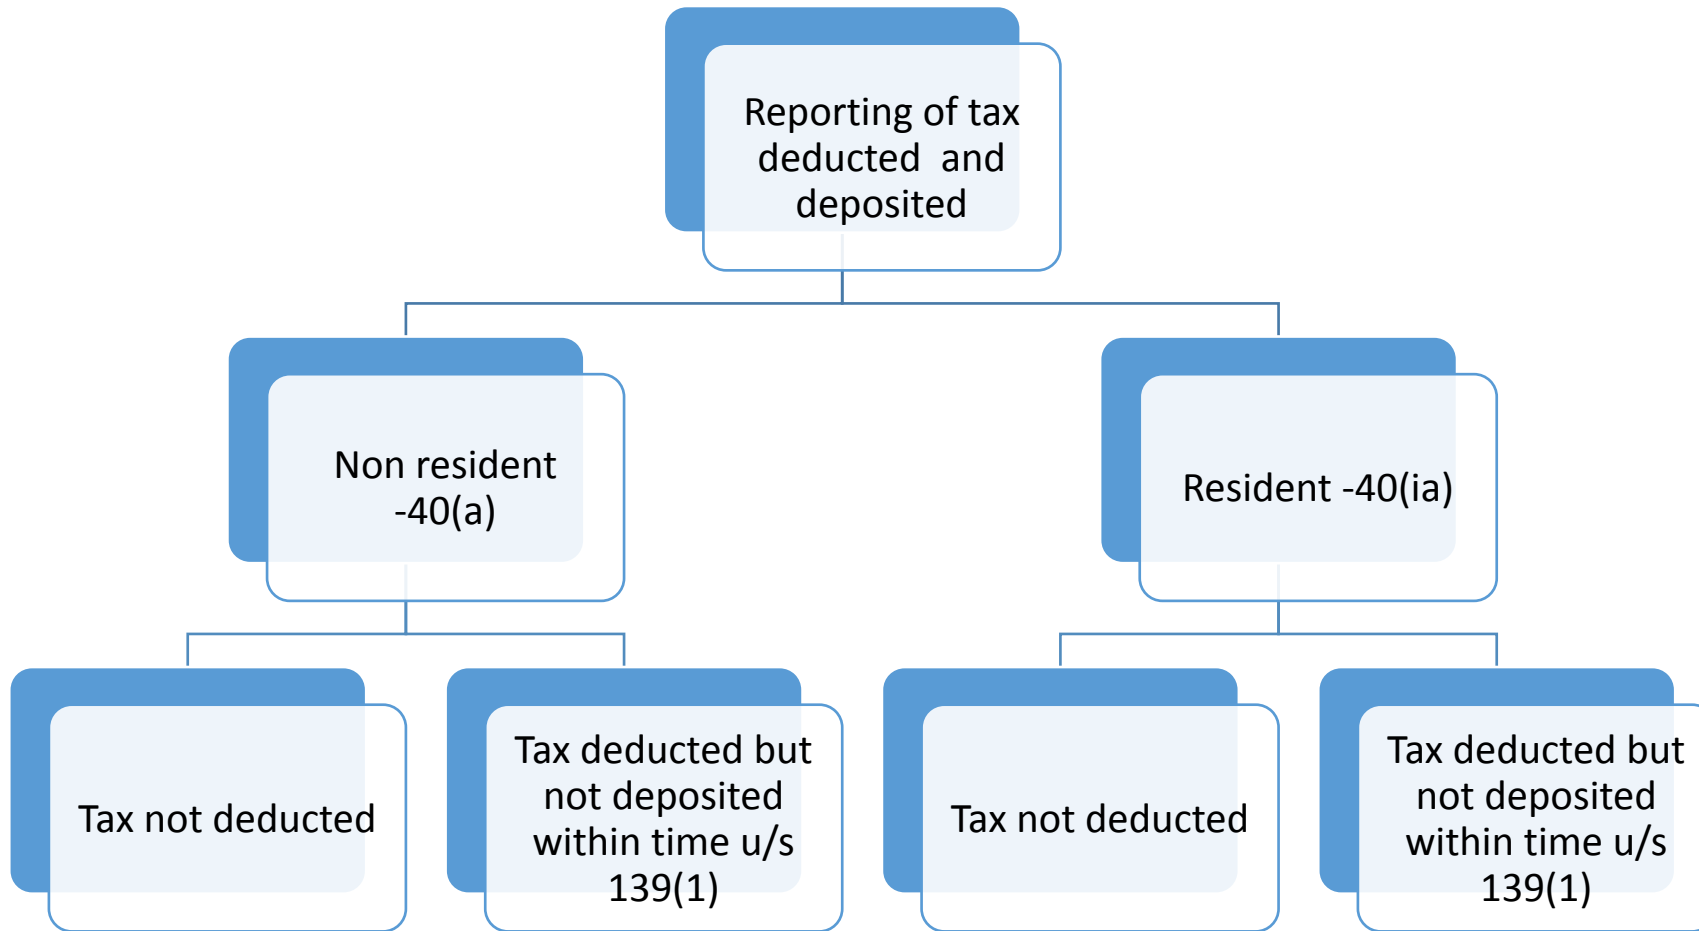 Reporting of tax
deducted  and
deposited
Non resident
-40(a)
Resident -40(ia)
Tax not deducted
Tax deducted but
not deposited
within time u/s
139(1)
Tax not deducted
Tax deducted but
not deposited
within time u/s
139(1)